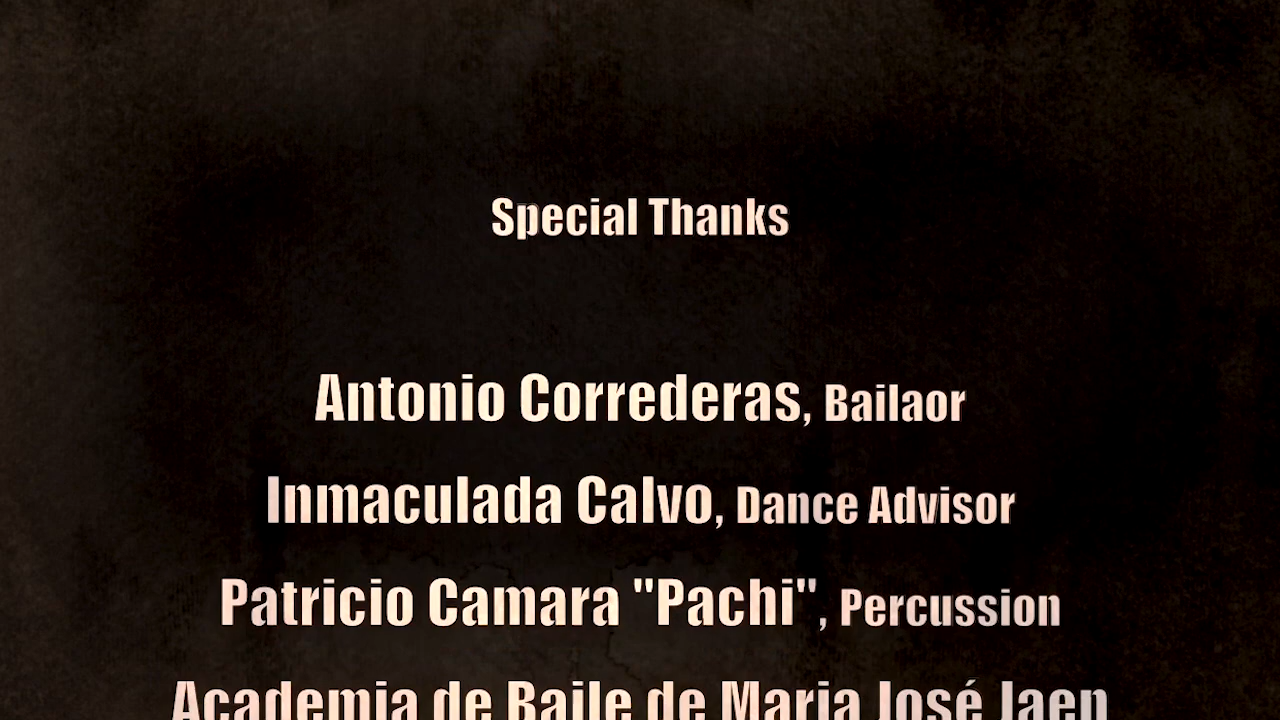 Special Thanks
Antonio Correderas, Bailaor
Inmaculada Calvo, Dance Advisor
Patricio Camara "Pachi", Percussion
Academia de Baile de Maria José Jaen